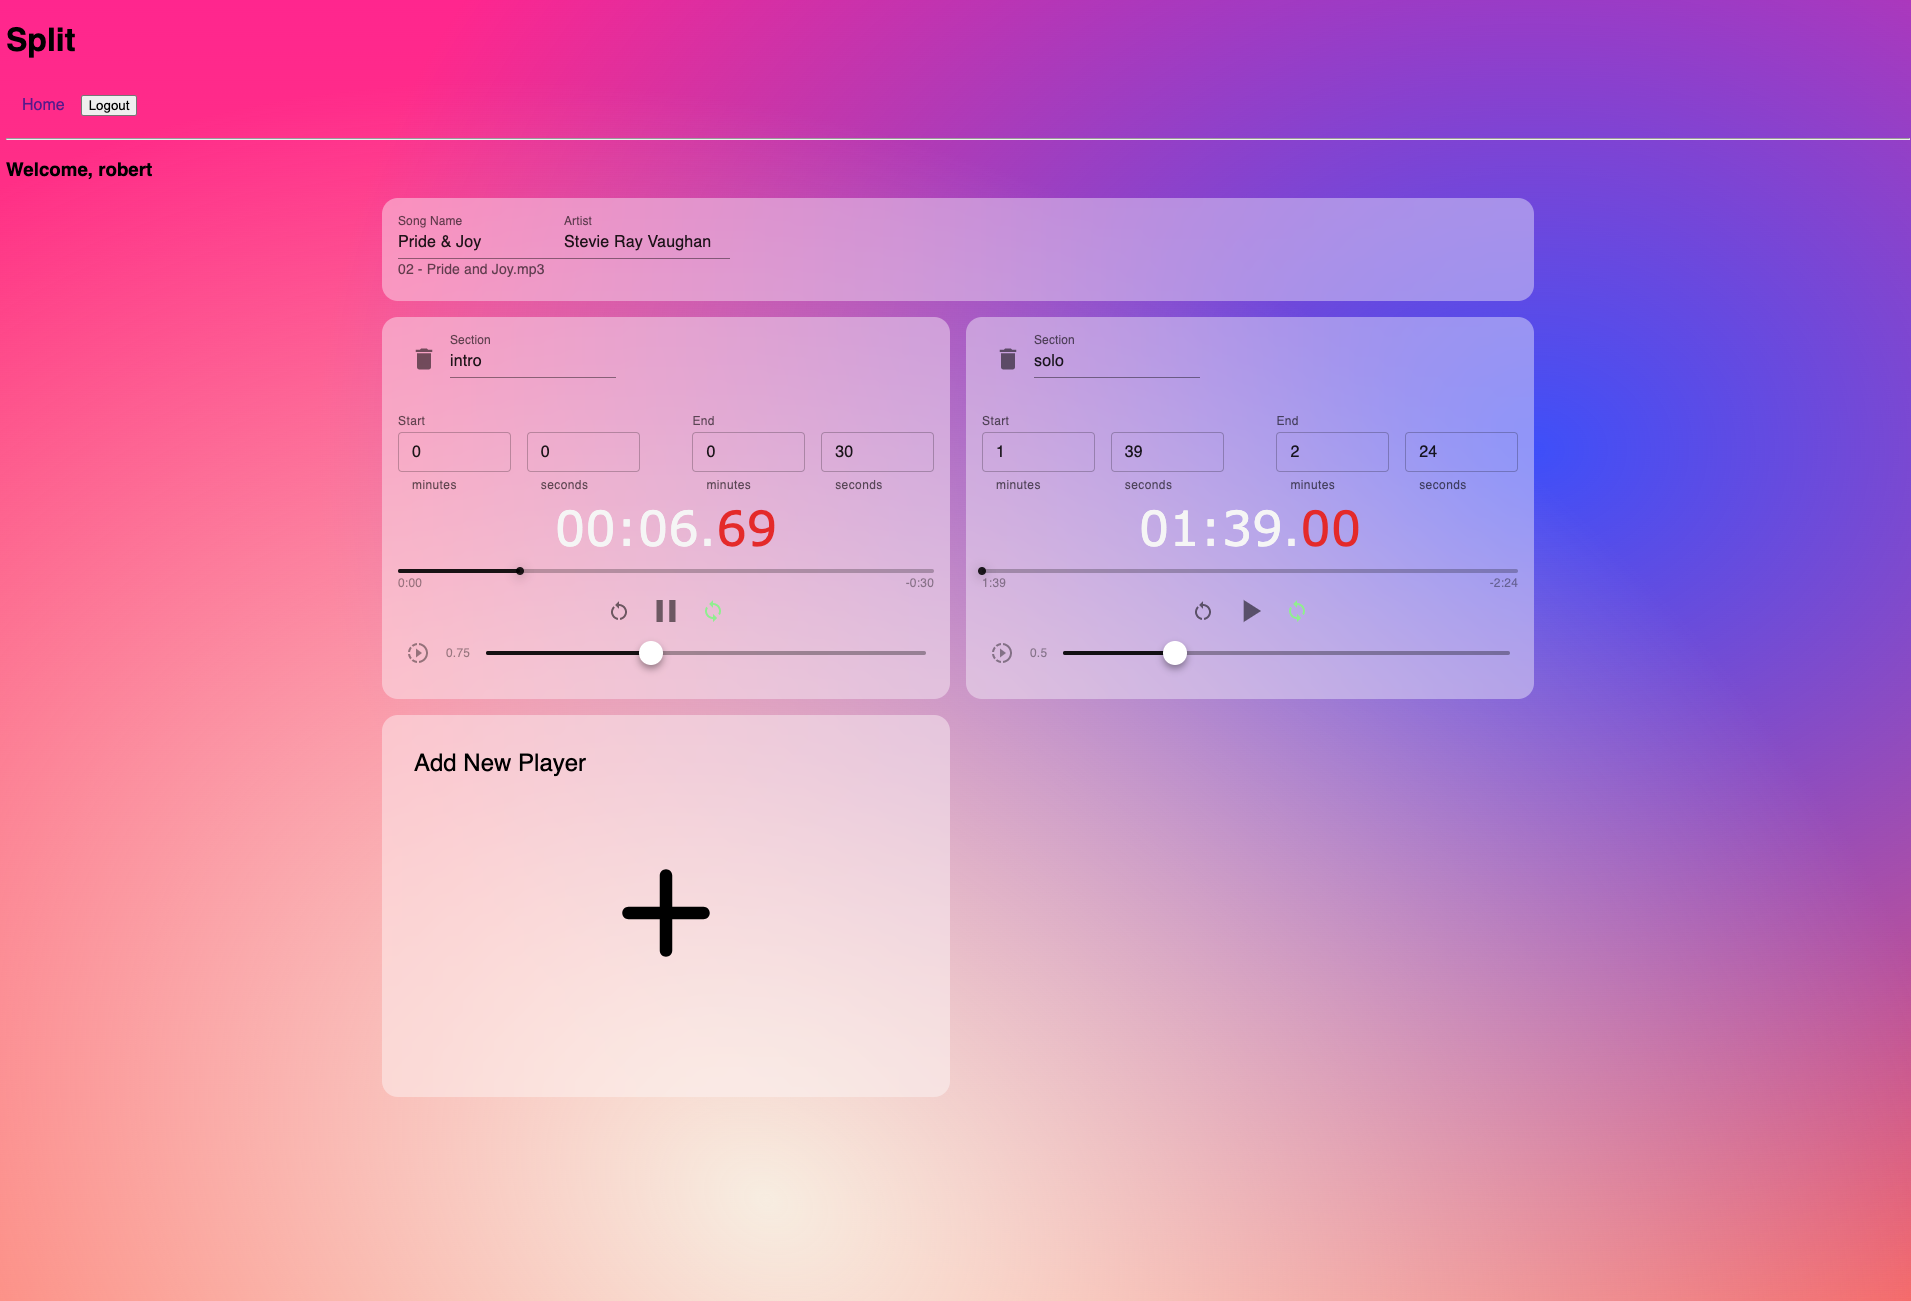 Split
Home Logout
Welcome, robert
Song Name Artist
Pride & Joy Stevie Ray Vaughan
02 - Pride and Joy.mp3
Section
intro
Start End
0 0 0 30
minutes seconds minutes seconds
00:06.69
0:00 -0:30
0.75
Section
solo
Start End
1 39 2 24
minutes seconds minutes seconds
01:39.00
1:39 -2:24
0.5
Add New Player